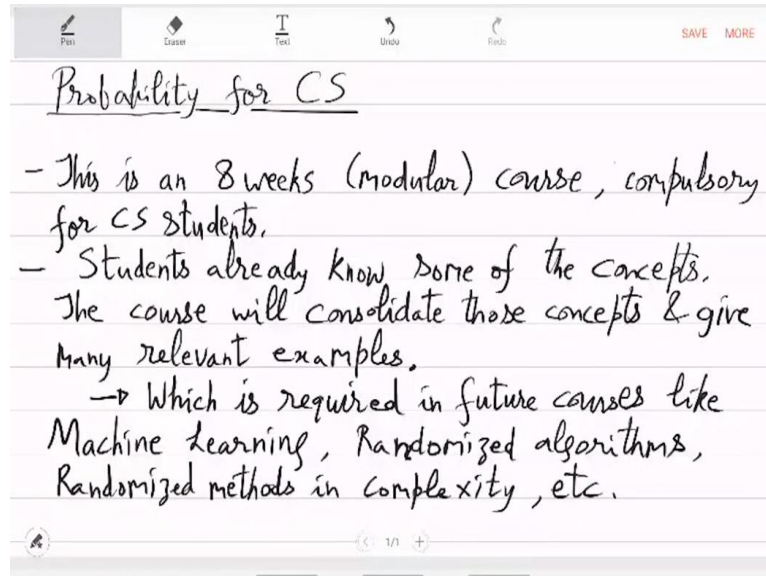 Pen Eraser Text Undo Redo SAVE MORE
Probability for CS
- This is an 8 weeks (modular) course, compulsory
for CS students.
- Students already know some of the concepts.
The course will consolidate those concepts & give
many relevant examples.
→ Which is required in future courses like
Machine Learning, Randomized algorithms,
Randomized methods in complexity, etc.
1/1